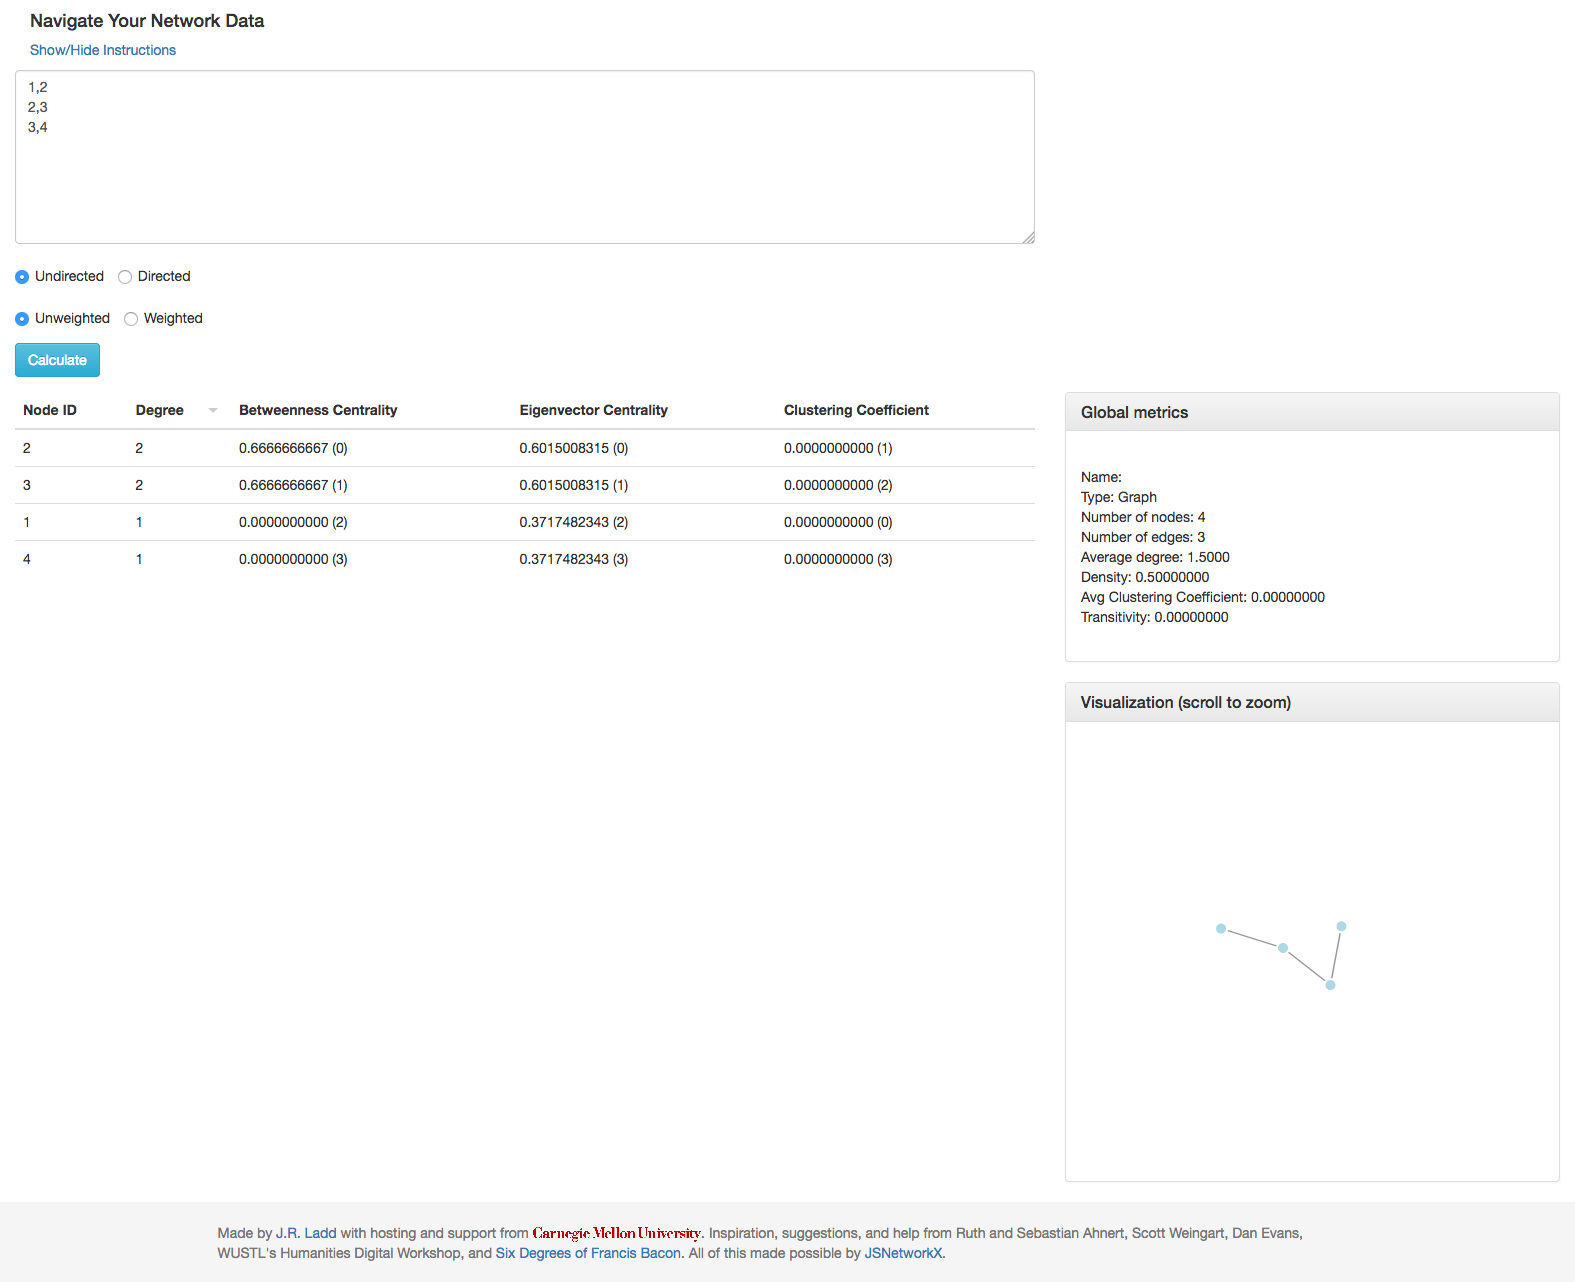 Navigate Your Network Data
Show/Hide Instructions
1,2
2,3
3,4
Undirected Directed
Unweighted Weighted
Calculate
Node ID Degree Betweenness Centrality Eigenvector Centrality Clustering Coefficient
2 2 0.6666666667 (0) 0.6015008315 (0) 0.0000000000 (1)
3 2 0.6666666667 (1) 0.6015008315 (1) 0.0000000000 (2)
1 1 0.0000000000 (2) 0.3717482343 (2) 0.0000000000 (0)
4 1 0.0000000000 (3) 0.3717482343 (3) 0.0000000000 (3)
Global metrics
Name:
Type: Graph
Number of nodes: 4
Number of edges: 3
Average degree: 1.5000
Density: 0.50000000
Avg Clustering Coefficient: 0.00000000
Transitivity: 0.00000000
Visualization (scroll to zoom)
Made by J.R. Ladd with hosting and support from Carnegie Mellon University. Inspiration, suggestions, and help from Ruth and Sebastian Ahnert, Scott Weingart, Dan Evans,
WUSTL's Humanities Digital Workshop, and Six Degrees of Francis Bacon. All of this made possible by JSNetworkX.